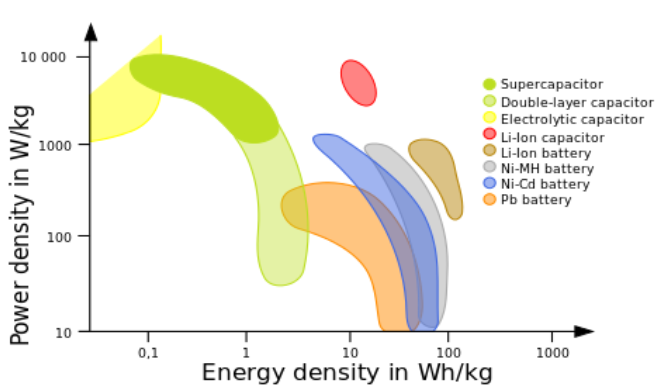 10 000
1000
100
10
Power density in W/kg
0,1
1
10
100
1000
Energy density in Wh/kg
Supercapacitor
Double-layer capacitor
Electrolytic capacitor
Li-Ion capacitor
Li-Ion battery
Ni-MH battery
Ni-Cd battery
Pb battery